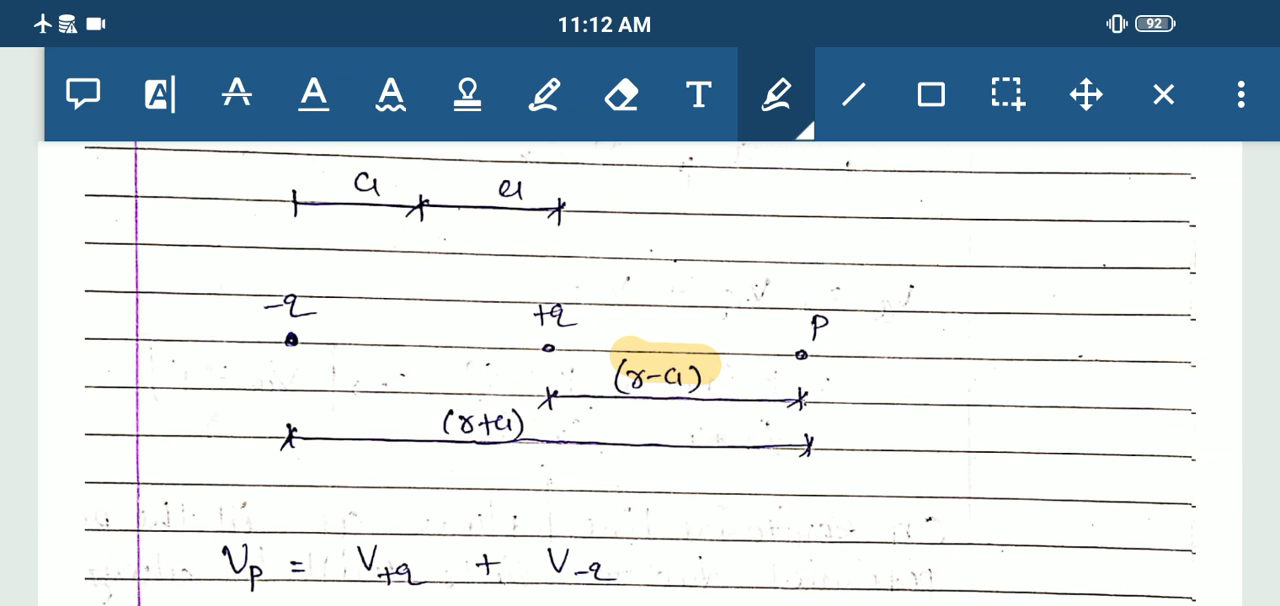 11:12 AM
92
A A A A T
a a
-q +q P
(r-a)
(r+a)
Vp = V+q + V-q